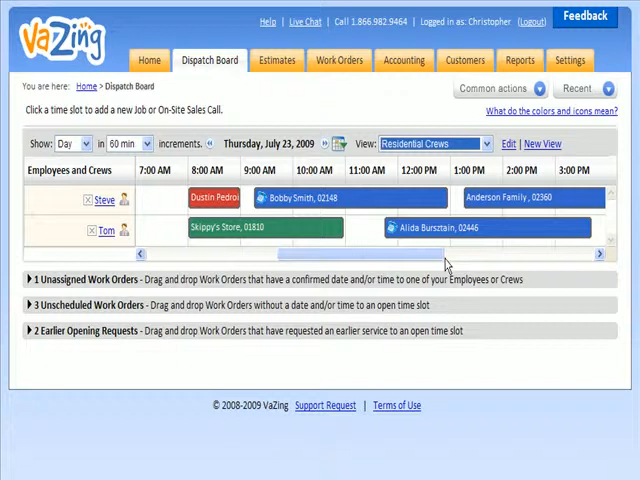 Feedback
Help | Live Chat | Call 1.866.982.9464 | Logged in as: Christopher (Logout)
VaZing
Home Dispatch Board Estimates Work Orders Accounting Customers Reports Settings
You are here: Home > Dispatch Board
Common actions Recent
Click a time slot to add a new Job or On-Site Sales Call.
What do the colors and icons mean?
Show: Day in 60 min increments. Thursday, July 23, 2009 View: Residential Crews Edit | New View
Employees and Crews 7:00 AM 8:00 AM 9:00 AM 10:00 AM 11:00 AM 12:00 PM 1:00 PM 2:00 PM 3:00 PM
Steve Dustin Pedroi Bobby Smith, 02148 Anderson Family , 02360
Tom Skippy's Store, 01810 Alida Bursztain, 02446
1 Unassigned Work Orders - Drag and drop Work Orders that have a confirmed date and/or time to one of your Employees or Crews
3 Unscheduled Work Orders - Drag and drop Work Orders without a date and/or time to an open time slot
2 Earlier Opening Requests - Drag and drop Work Orders that have requested an earlier service to an open time slot
© 2008-2009 VaZing Support Request | Terms of Use